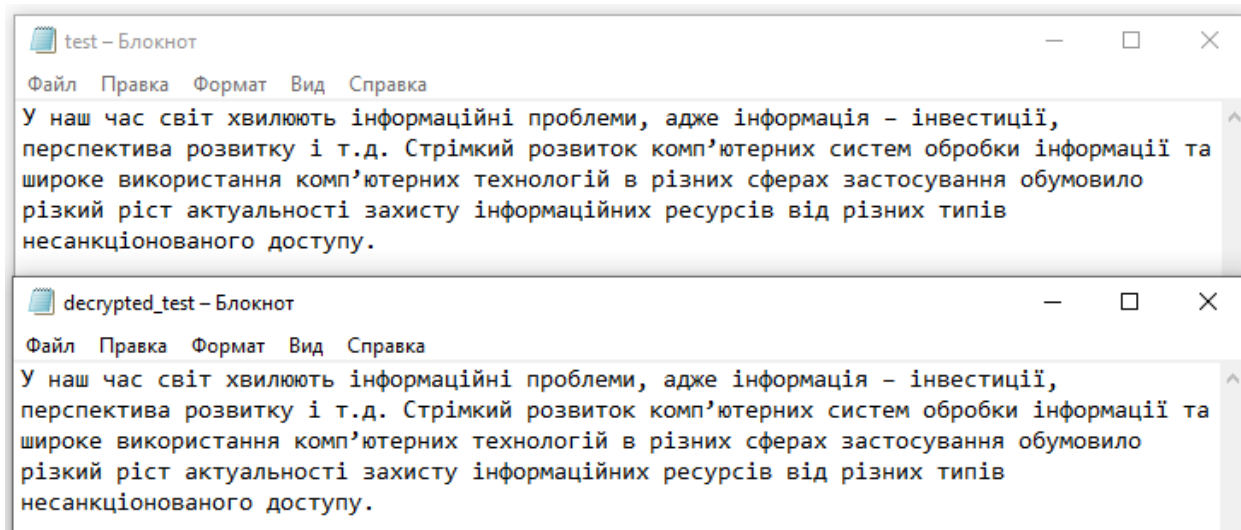 test – Блокнот
Файл Правка Формат Вид Справка
У наш час світ хвилюють інформаційні проблеми, адже інформація – інвестиції,
перспектива розвитку і т.д. Стрімкий розвиток комп’ютерних систем обробки інформації та
широке використання комп’ютерних технологій в різних сферах застосування обумовило
різкий ріст актуальності захисту інформаційних ресурсів від різних типів
несанкціонованого доступу.
decrypted_test – Блокнот
Файл Правка Формат Вид Справка
У наш час світ хвилюють інформаційні проблеми, адже інформація – інвестиції,
перспектива розвитку і т.д. Стрімкий розвиток комп’ютерних систем обробки інформації та
широке використання комп’ютерних технологій в різних сферах застосування обумовило
різкий ріст актуальності захисту інформаційних ресурсів від різних типів
несанкціонованого доступу.